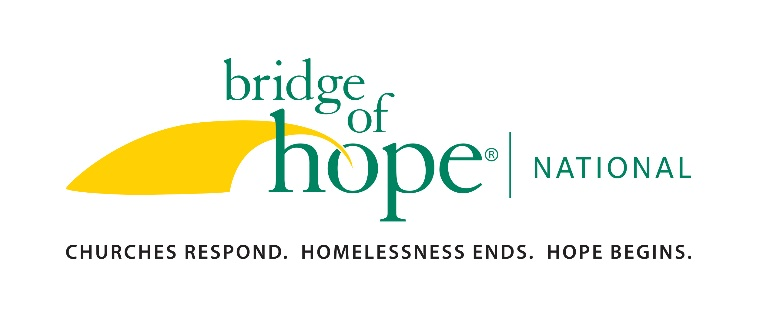 bridge
of
hope® | NATIONAL
CHURCHES RESPOND. HOMELESSNESS ENDS. HOPE BEGINS.